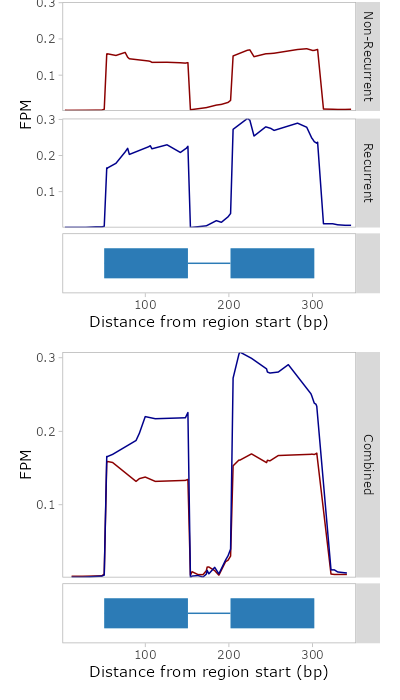 0.3
0.2
0.1
Non-Recurrent
FPM
0.3
0.2
0.1
Recurrent
100 200 300
Distance from region start (bp)
0.3
0.2
0.1
FPM
Combined
100 200 300
Distance from region start (bp)